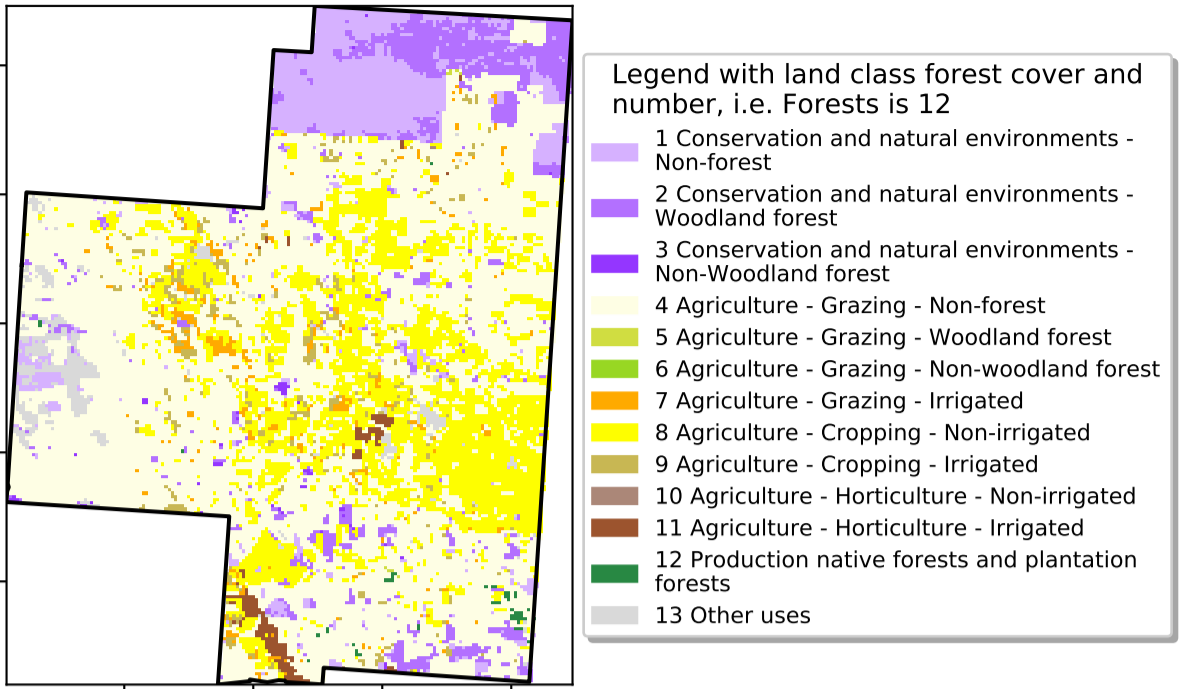 Legend with land class forest cover and
number, i.e. Forests is 12
1 Conservation and natural environments -
Non-forest
2 Conservation and natural environments -
Woodland forest
3 Conservation and natural environments -
Non-Woodland forest
4 Agriculture - Grazing - Non-forest
5 Agriculture - Grazing - Woodland forest
6 Agriculture - Grazing - Non-woodland forest
7 Agriculture - Grazing - Irrigated
8 Agriculture - Cropping - Non-irrigated
9 Agriculture - Cropping - Irrigated
10 Agriculture - Horticulture - Non-irrigated
11 Agriculture - Horticulture - Irrigated
12 Production native forests and plantation
forests
13 Other uses